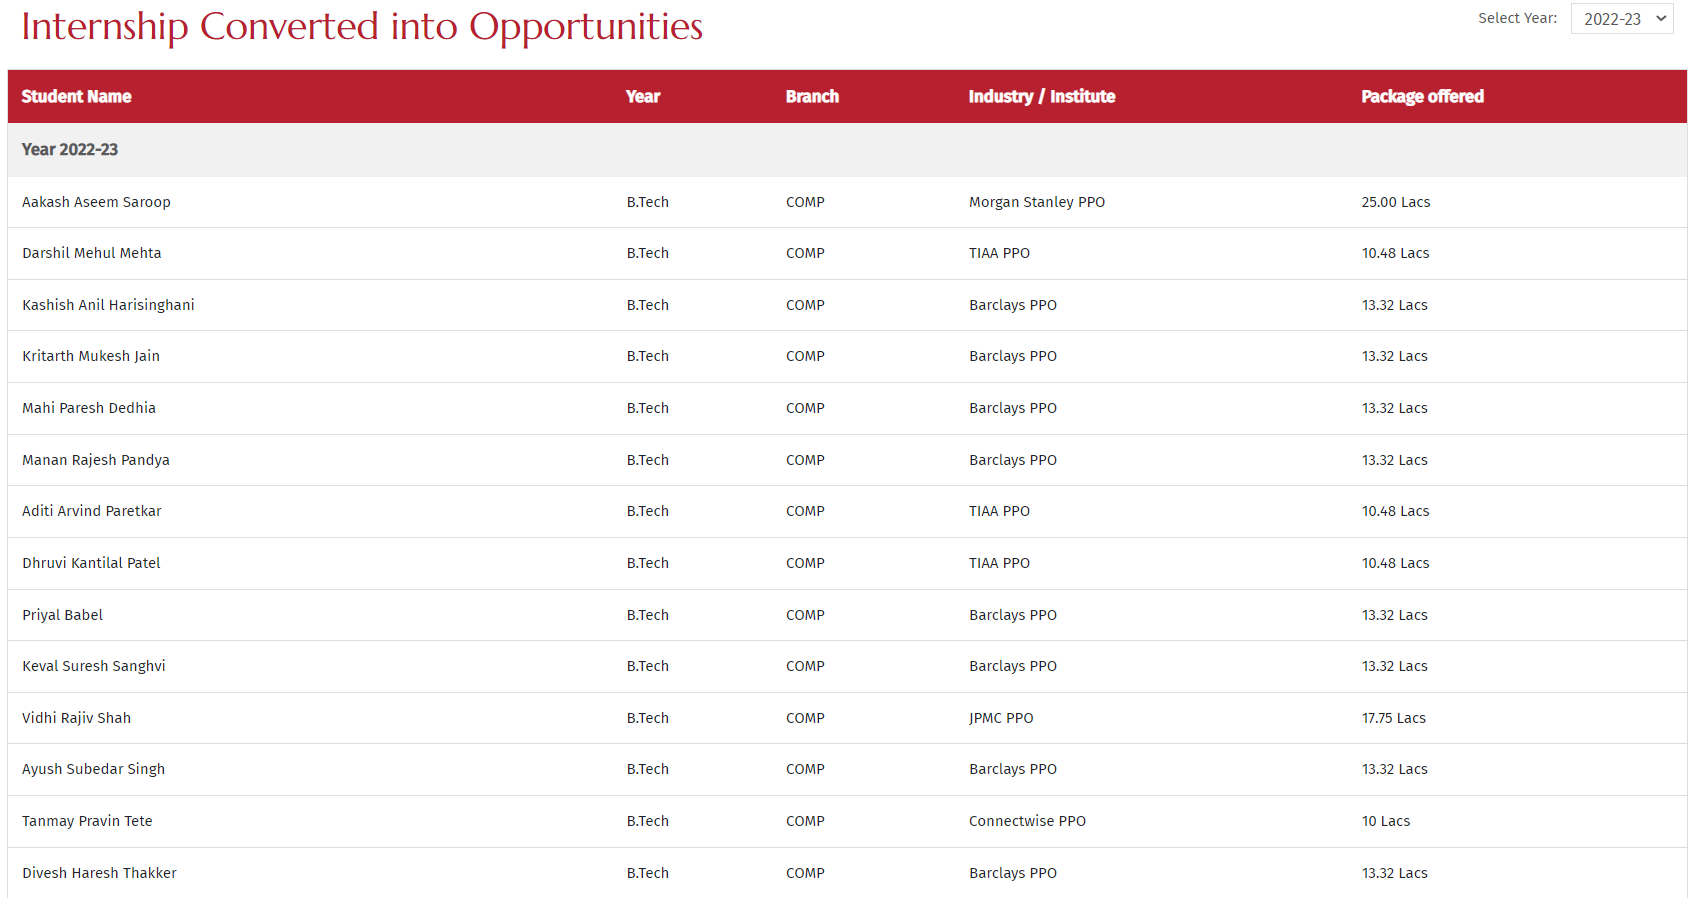 Internship Converted into Opportunities Select Year: 2022-23
Student Name Year Branch Industry / Institute Package offered
Year 2022-23
Aakash Aseem Saroop B.Tech COMP Morgan Stanley PPO 25.00 Lacs
Darshil Mehul Mehta B.Tech COMP TIAA PPO 10.48 Lacs
Kashish Anil Harisinghani B.Tech COMP Barclays PPO 13.32 Lacs
Kritarth Mukesh Jain B.Tech COMP Barclays PPO 13.32 Lacs
Mahi Paresh Dedhia B.Tech COMP Barclays PPO 13.32 Lacs
Manan Rajesh Pandya B.Tech COMP Barclays PPO 13.32 Lacs
Aditi Arvind Paretkar B.Tech COMP TIAA PPO 10.48 Lacs
Dhruvi Kantilal Patel B.Tech COMP TIAA PPO 10.48 Lacs
Priyal Babel B.Tech COMP Barclays PPO 13.32 Lacs
Keval Suresh Sanghvi B.Tech COMP Barclays PPO 13.32 Lacs
Vidhi Rajiv Shah B.Tech COMP JPMC PPO 17.75 Lacs
Ayush Subedar Singh B.Tech COMP Barclays PPO 13.32 Lacs
Tanmay Pravin Tete B.Tech COMP Connectwise PPO 10 Lacs
Divesh Haresh Thakker B.Tech COMP Barclays PPO 13.32 Lacs